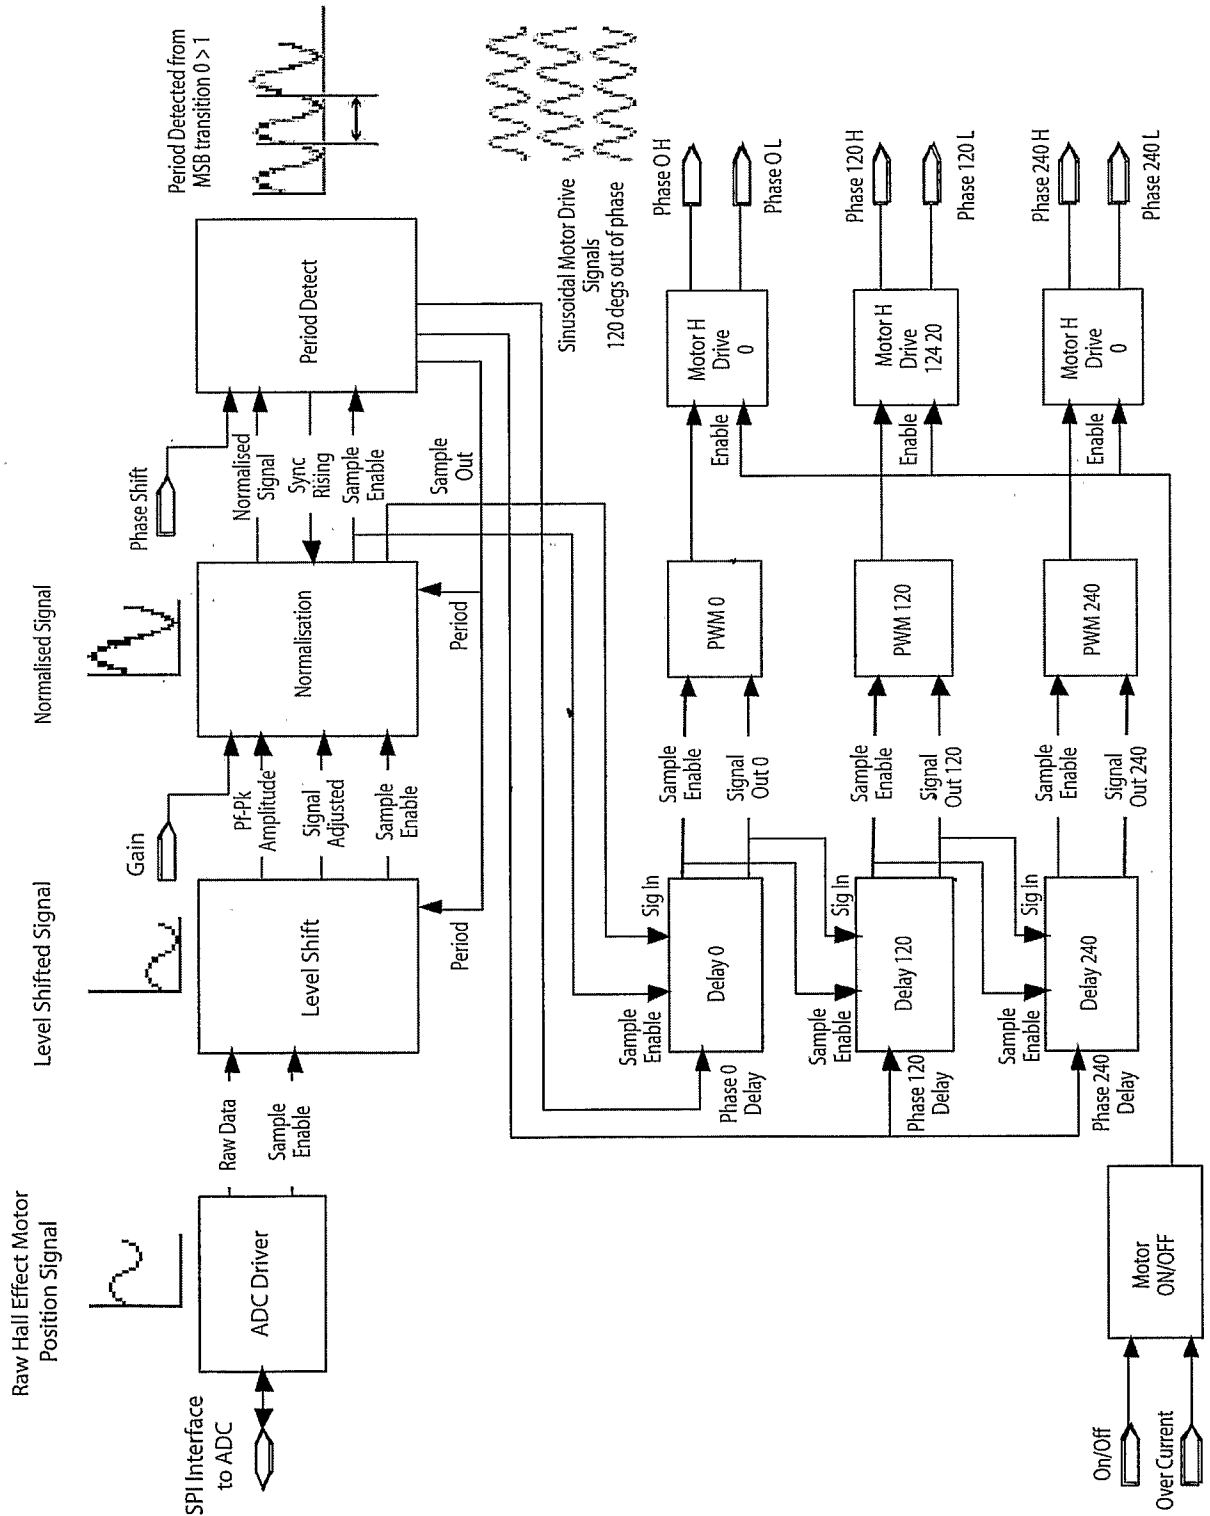 Raw Hall Effect Motor
Position Signal
Level Shifted Signal
Normalised Signal
Period Detected from
MSB transition 0 > 1
SPI Interface
to ADC
ADC Driver
Raw Data
Sample
Enable
Level Shift
Gain
Pf-Pk
Amplitude
Signal
Adjusted
Sample
Enable
Period
Normalisation
Phase Shift
Normalised
Signal
Sync
Rising
Sample
Enable
Sample
Out
Period
Period Detect
Sinusoidal Motor Drive
Signals
120 degs out of phase
Phase 0
Delay
Sample
Enable
Sig In
Delay 0
Sample
Enable
Signal
Out 0
PWM 0
Enable
Motor H
Drive
0
Phase O H
Phase O L
Phase 120
Delay
Sample
Enable
Sig In
Delay 120
Sample
Enable
Signal
Out 120
PWM 120
Enable
Motor H
Drive
124 20
Phase 120 H
Phase 120 L
Phase 240
Delay
Sample
Enable
Sig In
Delay 240
Sample
Enable
Signal
Out 240
PWM 240
Enable
Motor H
Drive
0
Phase 240 H
Phase 240 L
On/Off
Over Current
Motor
ON/OFF